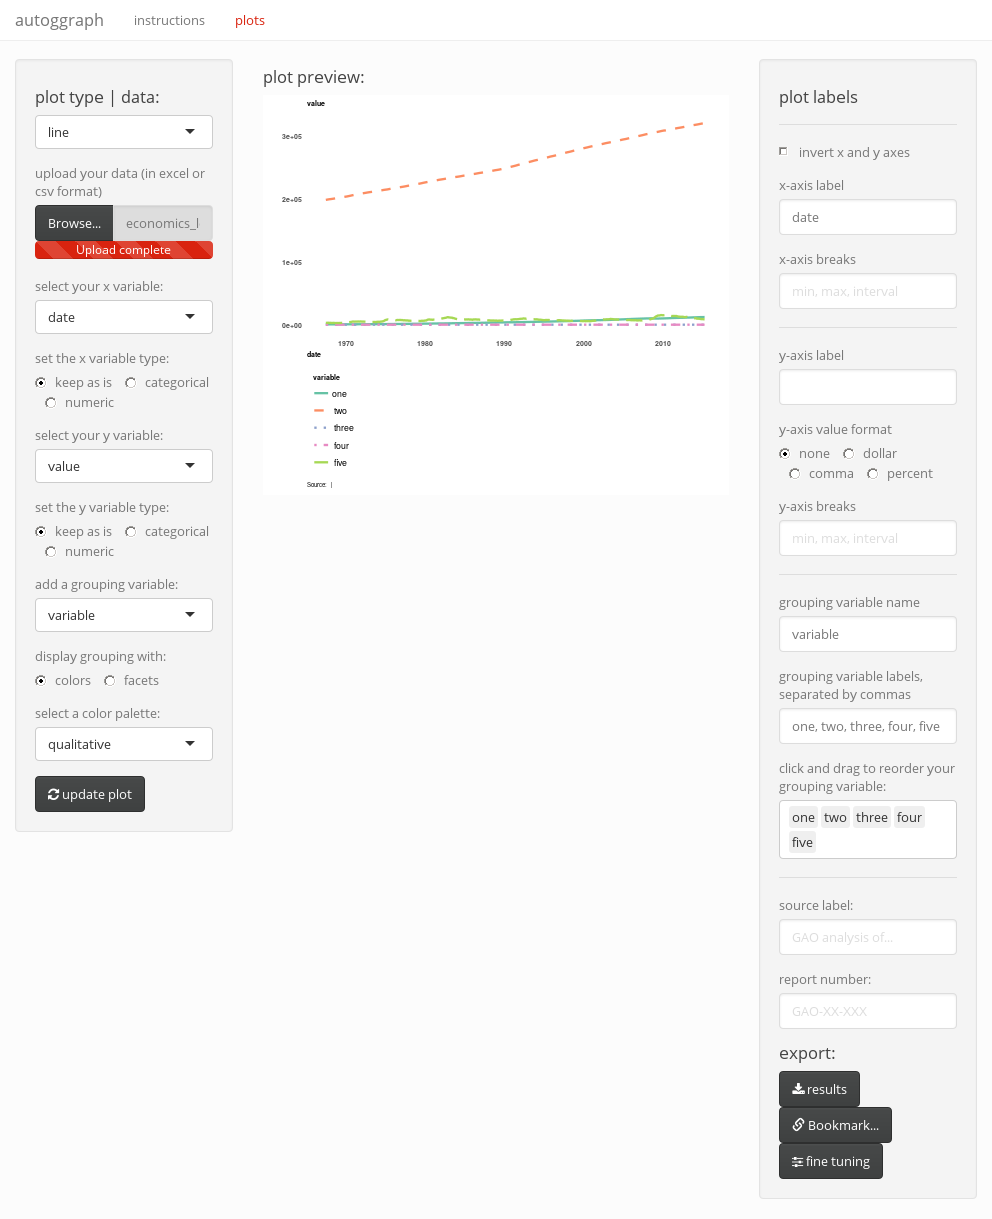 autoggraph
instructions
plots
plot type | data:
line
upload your data (in excel or
csv format)
Browse...
economics_l
Upload complete
select your x variable:
date
set the x variable type:
keep as is
categorical
numeric
select your y variable:
value
set the y variable type:
keep as is
categorical
numeric
add a grouping variable:
variable
display grouping with:
colors
facets
select a color palette:
qualitative
update plot
plot preview:
value
3e+05
2e+05
1e+05
0e+00
1970
1980
1990
2000
2010
date
variable
one
two
three
four
five
Source: |
plot labels
invert x and y axes
x-axis label
date
x-axis breaks
min, max, interval
y-axis label
y-axis value format
none
dollar
comma
percent
y-axis breaks
min, max, interval
grouping variable name
variable
grouping variable labels,
separated by commas
one, two, three, four, five
click and drag to reorder your
grouping variable:
one two three four
five
source label:
GAO analysis of...
report number:
GAO-XX-XXX
export:
results
Bookmark...
fine tuning